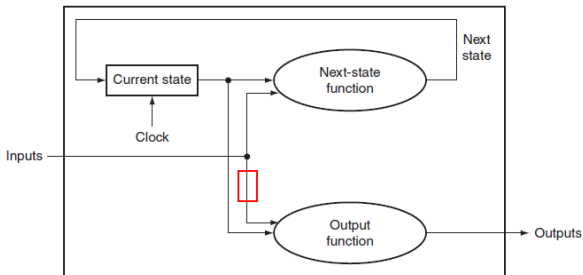 Next
state
Current state
Next-state
function
Clock
Inputs
Output
function
Outputs